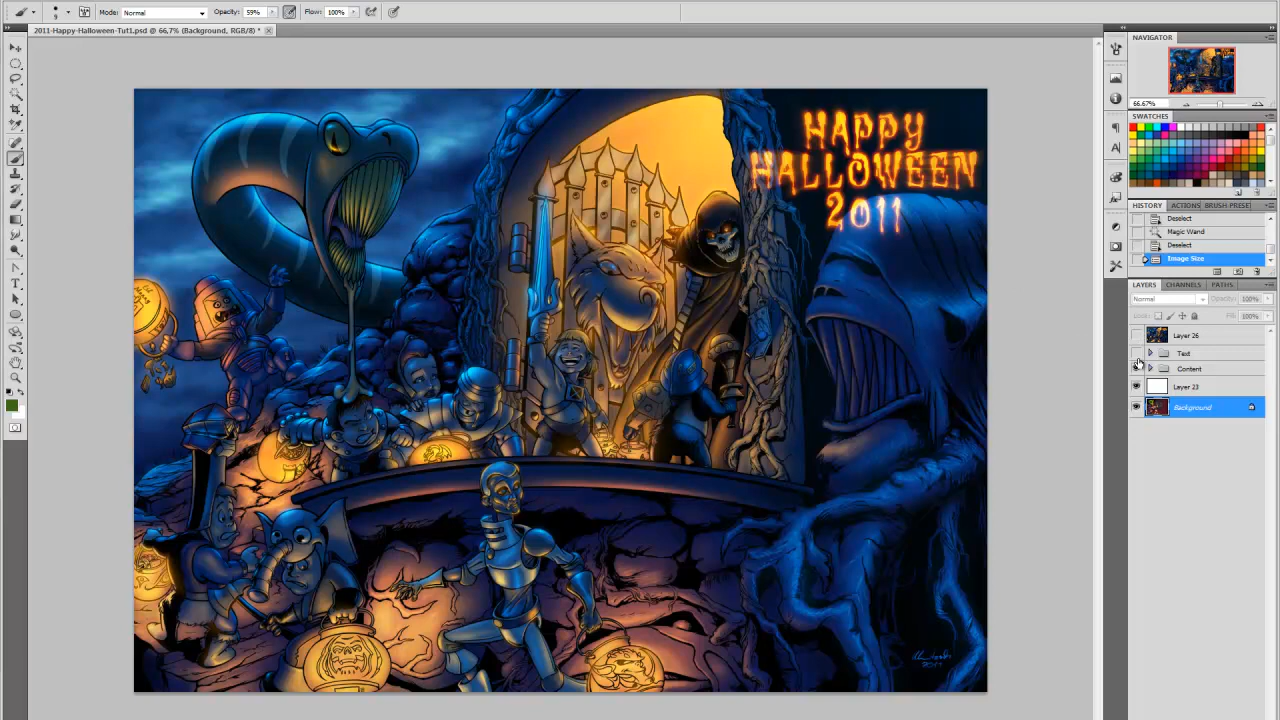 Mode: Normal Opacity: 59% Flow: 100%
2011-Happy-Halloween-Tut1.psd @ 66,7% (Background, RGB/8) *
HAPPY
HALLOWEEN
2011
2011
NAVIGATOR
66.67%
SWATCHES
HISTORY ACTIONS BRUSH PRESE
Deselect
Magic Wand
Deselect
Image Size
LAYERS CHANNELS PATHS
Normal Opacity: 100%
Lock: Fill: 100%
Layer 26
Text
Content
Layer 23
Background